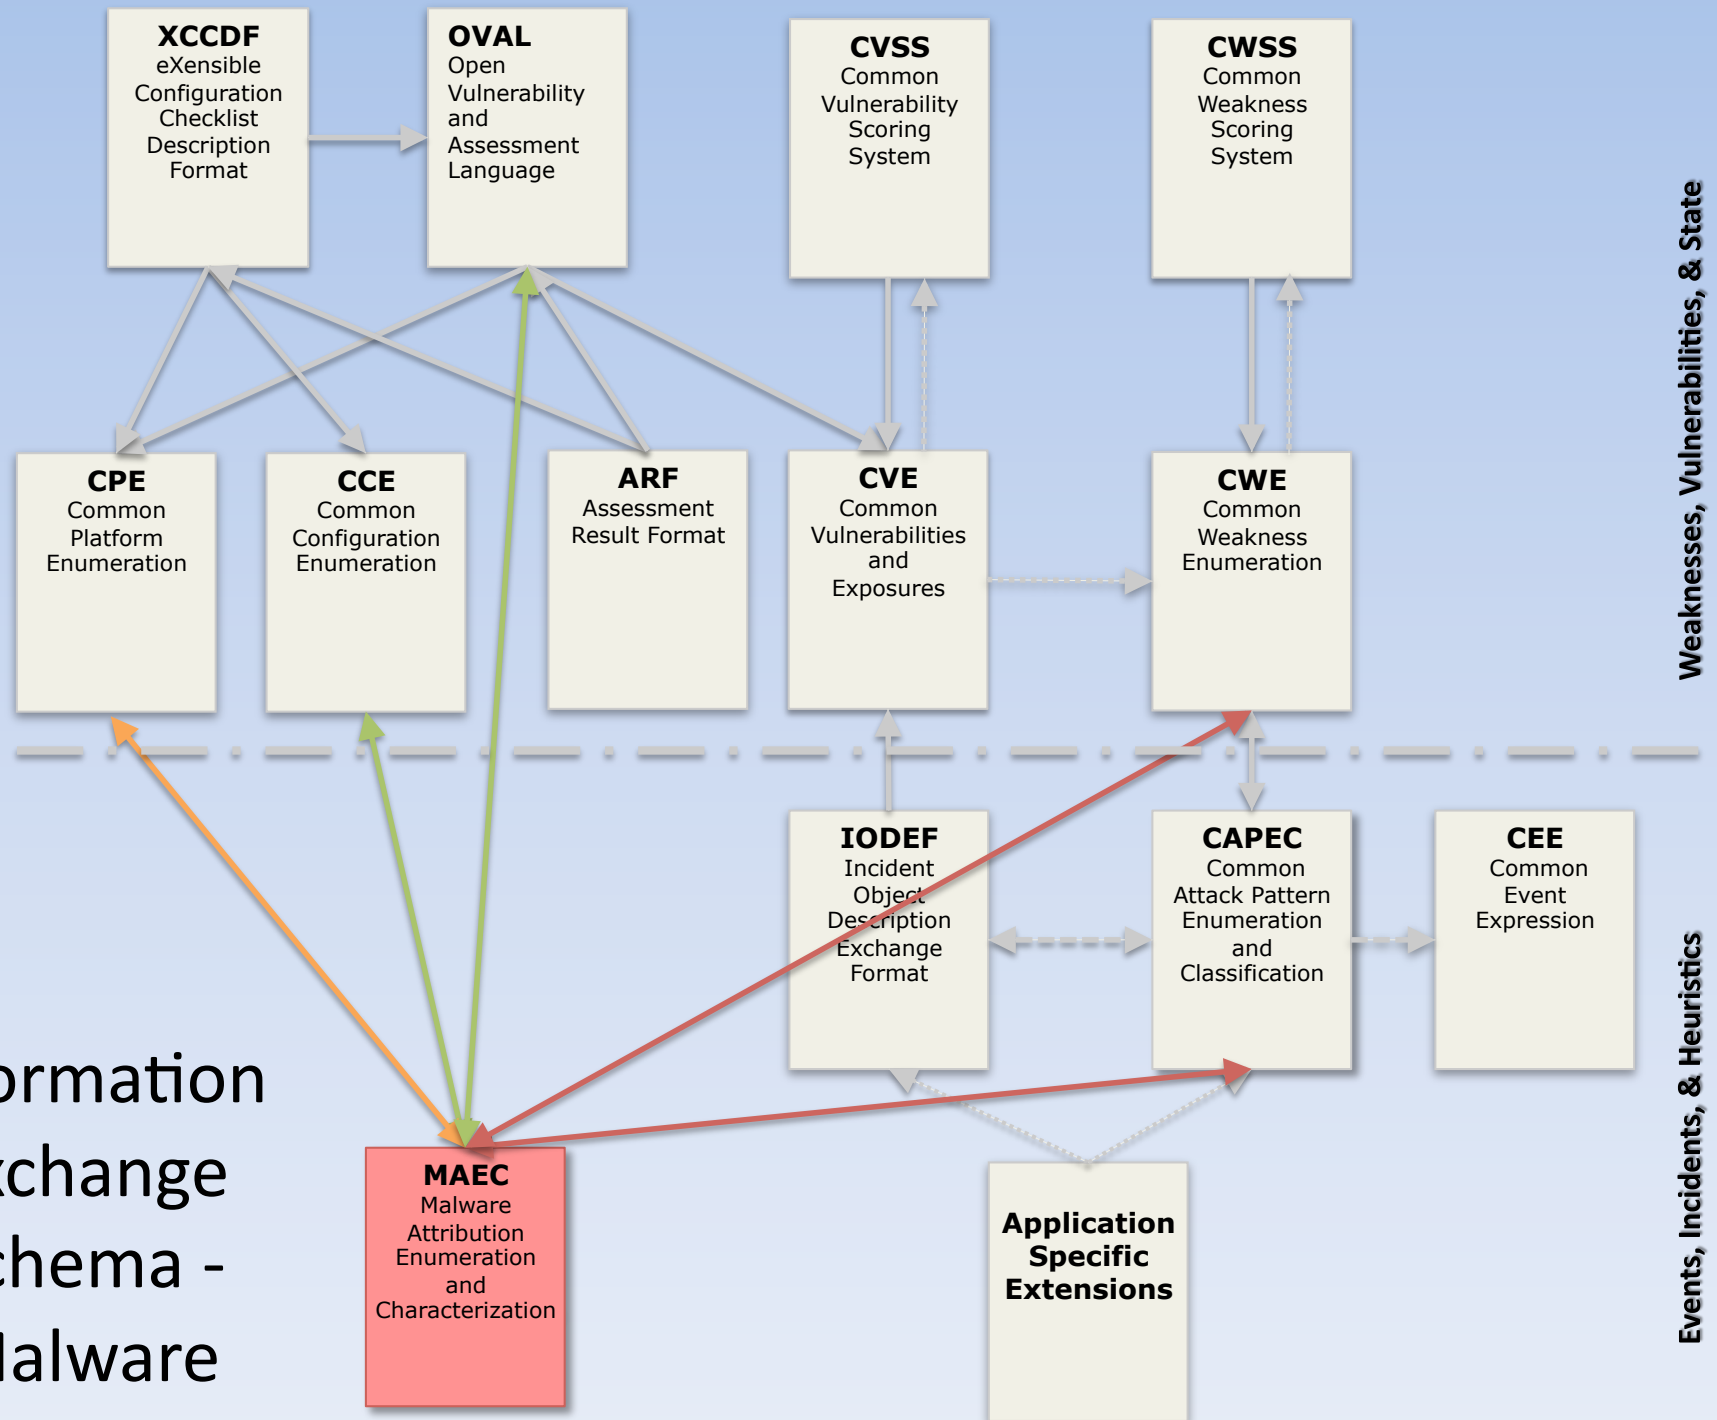 XCCDF
eXensible
Configuration
Checklist
Description
Format
OVAL
Open
Vulnerability
and
Assessment
Language
CVSS
Common
Vulnerability
Scoring
System
CWSS
Common
Weakness
Scoring
System
Weaknesses, Vulnerabilities, & State
CPE
Common
Platform
Enumeration
CCE
Common
Configuration
Enumeration
ARF
Assessment
Result Format
CVE
Common
Vulnerabilities
and
Exposures
CWE
Common
Weakness
Enumeration
IODEF
Incident
Object
Description
Exchange
Format
CAPEC
Common
Attack Pattern
Enumeration
and
Classification
CEE
Common
Event
Expression
Events, Incidents, & Heuristics
ormation
xchange
chema -
alware
MAEC
Malware
Attribution
Enumeration
and
Characterization
Application
Specific
Extensions